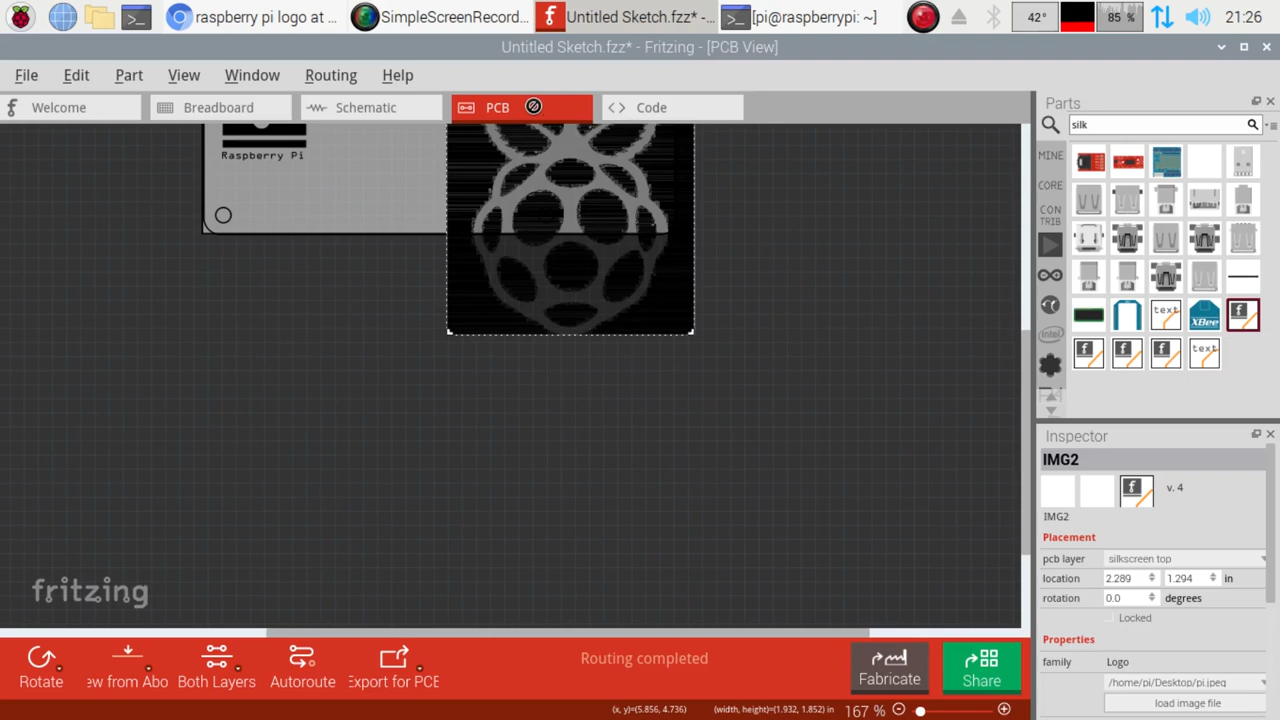 raspberry pi logo at ...
SimpleScreenRecord...
Untitled Sketch.fzz* - ...
[pi@raspberrypi: ~]
42°
85 %
21:26
Untitled Sketch.fzz* - Fritzing - [PCB View]
File Edit Part View Window Routing Help
Welcome
Breadboard
Schematic
PCB
Code
Raspberry Pi
fritzing
Parts
silk
MINE
CORE
CON
TRIB
intel
text
XBee
text
Inspector
IMG2
v. 4
IMG2
Placement
pcb layer silkscreen top
location 2.289 1.294 in
rotation 0.0 degrees
Locked
Properties
family Logo
/home/pi/Desktop/pi.jpeg
load image file
Rotate
ew from Abo
Both Layers
Autoroute
Export for PCB
Routing completed
Fabricate
Share
(x, y)=(5.856, 4.736) (width, height)=(1.932, 1.852) in 167 %